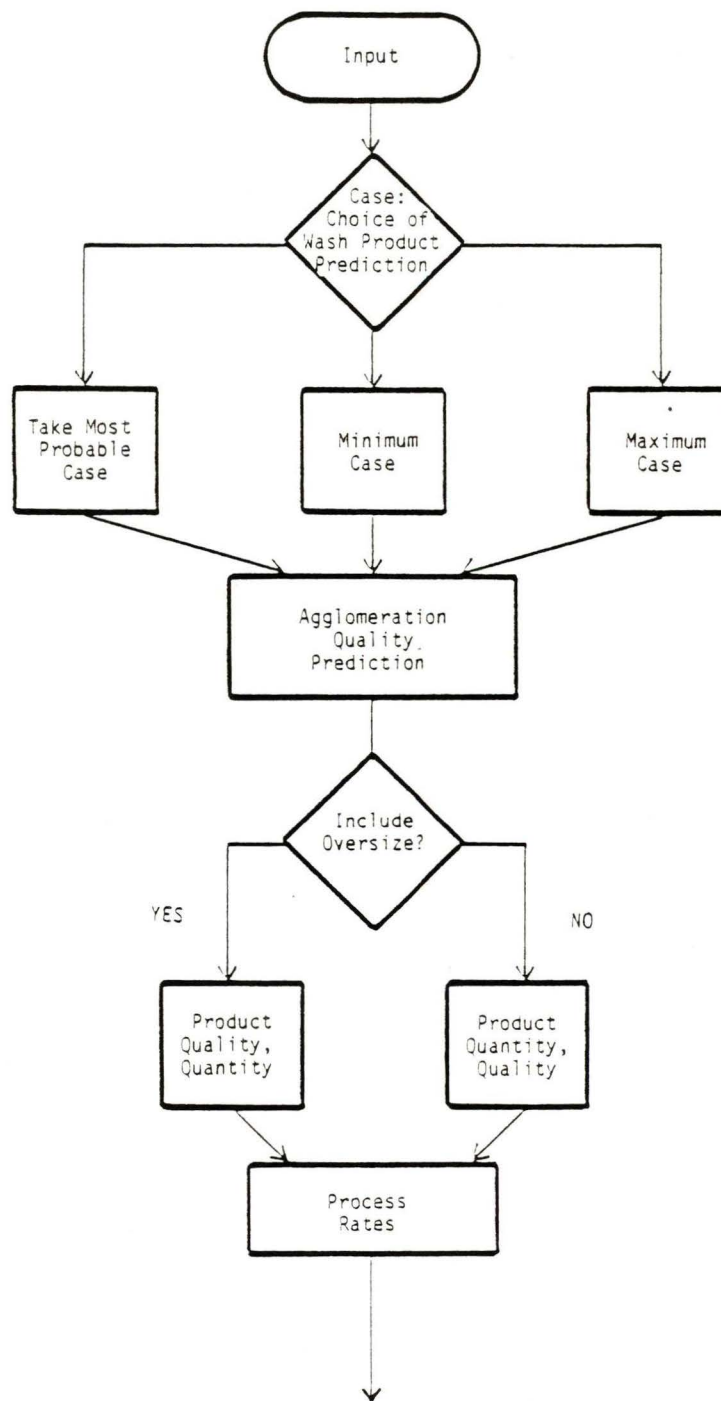 Input
Case:
Choice of
Wash Product
Prediction
Take Most
Probable
Case
Minimum
Case
Maximum
Case
Agglomeration
Quality
Prediction
Include
Oversize?
YES
NO
Product
Quality,
Quantity
Product
Quantity,
Quality
Process
Rates